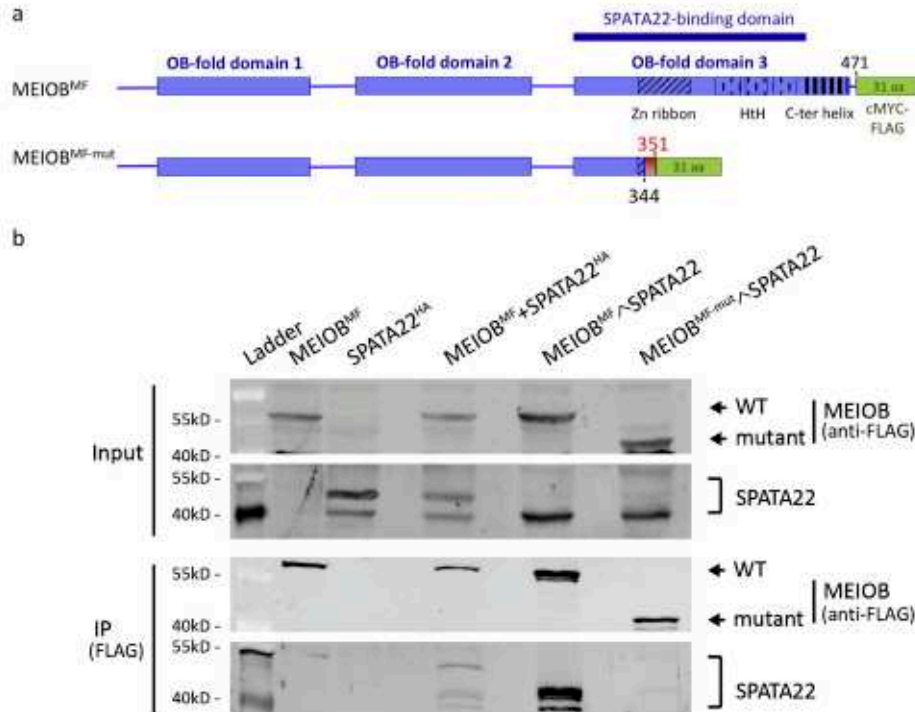 a
SPATA22-binding domain
OB-fold domain 1 OB-fold domain 2 OB-fold domain 3 471
MEIOB^MF 31 aa
Zn ribbon HtH C-ter helix cMYC-FLAG
MEIOB^MF-mut 351 31 aa
344
b
Ladder MEIOB^MF SPATA22^HA MEIOB^MF+SPATA22^HA MEIOB^MF^SPATA22 MEIOB^MF-mut^SPATA22
Input
55kD - WT
40kD - mutant
MEIOB
(anti-FLAG)
55kD -
40kD -
SPATA22
IP
(FLAG)
55kD - WT
40kD - mutant
MEIOB
(anti-FLAG)
55kD -
40kD -
SPATA22